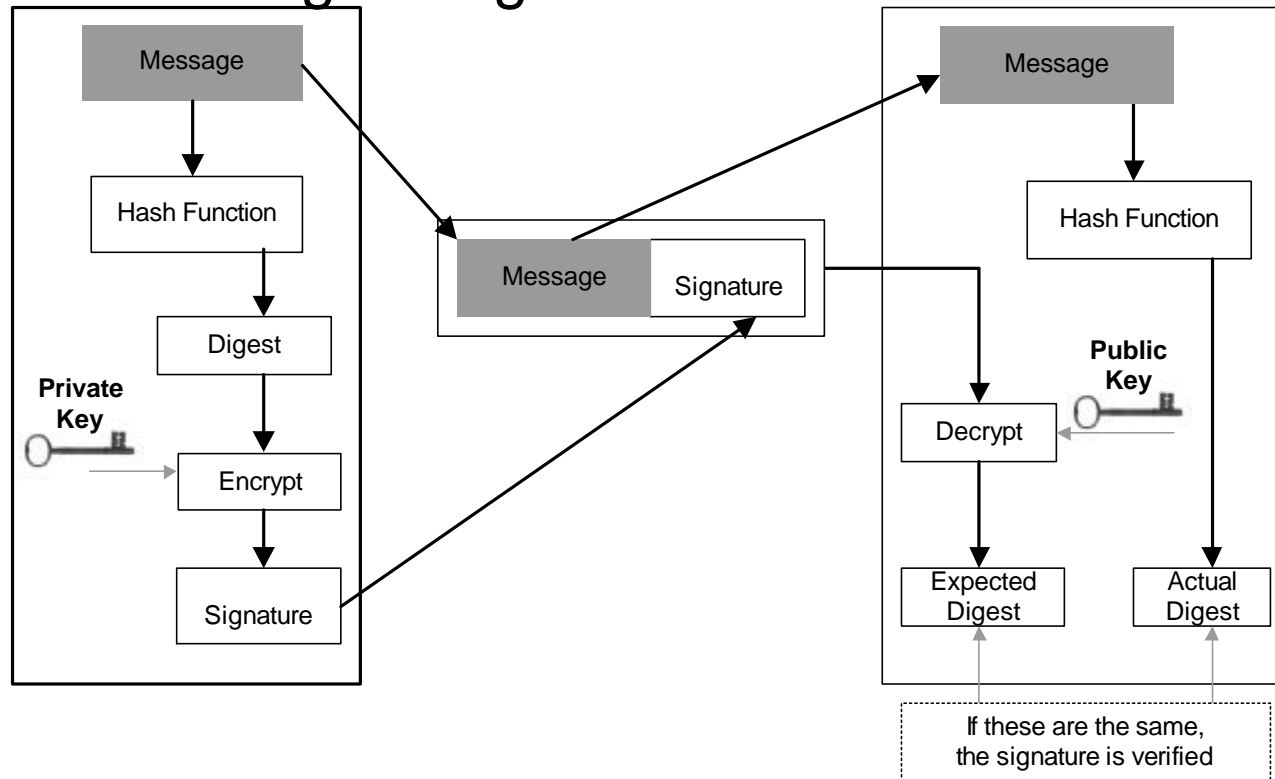 Message
Hash Function
Digest
Private
Key
Encrypt
Signature
Message
Signature
Message
Hash Function
Public
Key
Decrypt
Expected
Digest
Actual
Digest
If these are the same,
the signature is verified